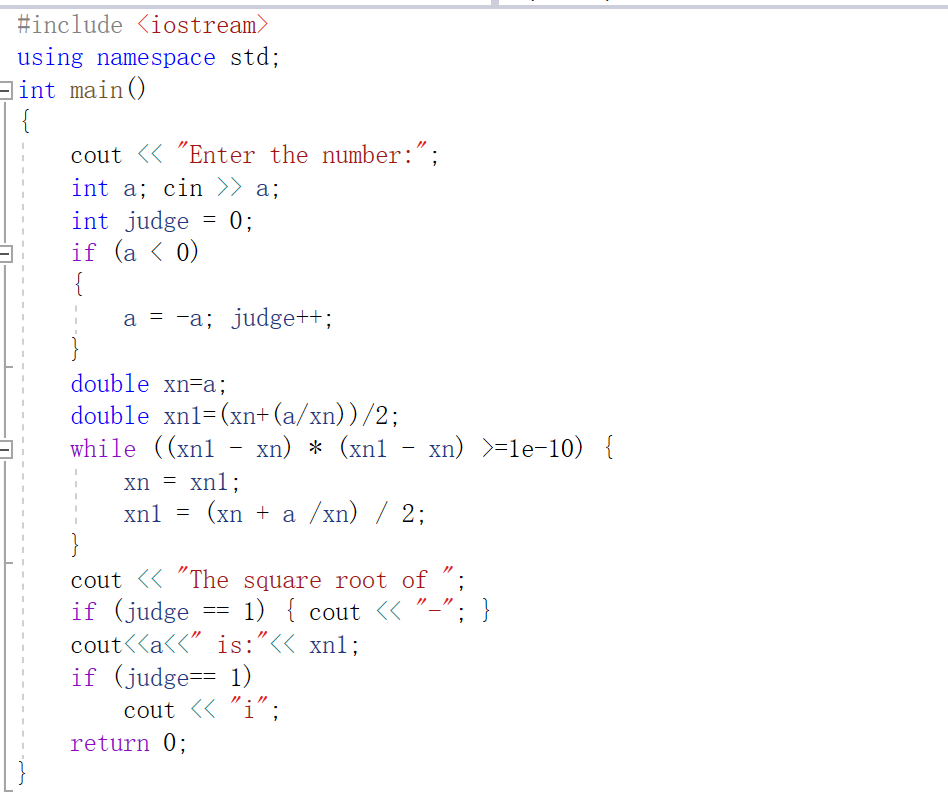 #include <iostream>
using namespace std;
int main()
{
    cout << "Enter the number:";
    int a; cin >> a;
    int judge = 0;
    if (a < 0)
    {
        a = -a; judge++;
    }
    double xn=a;
    double xn1=(xn+(a/xn))/2;
    while ((xn1 - xn) * (xn1 - xn) >=1e-10) {
        xn = xn1;
        xn1 = (xn + a /xn) / 2;
    }
    cout << "The square root of ";
    if (judge == 1) { cout << "-"; }
    cout<<a<<" is:"<< xn1;
    if (judge== 1)
        cout << "i";
    return 0;
}